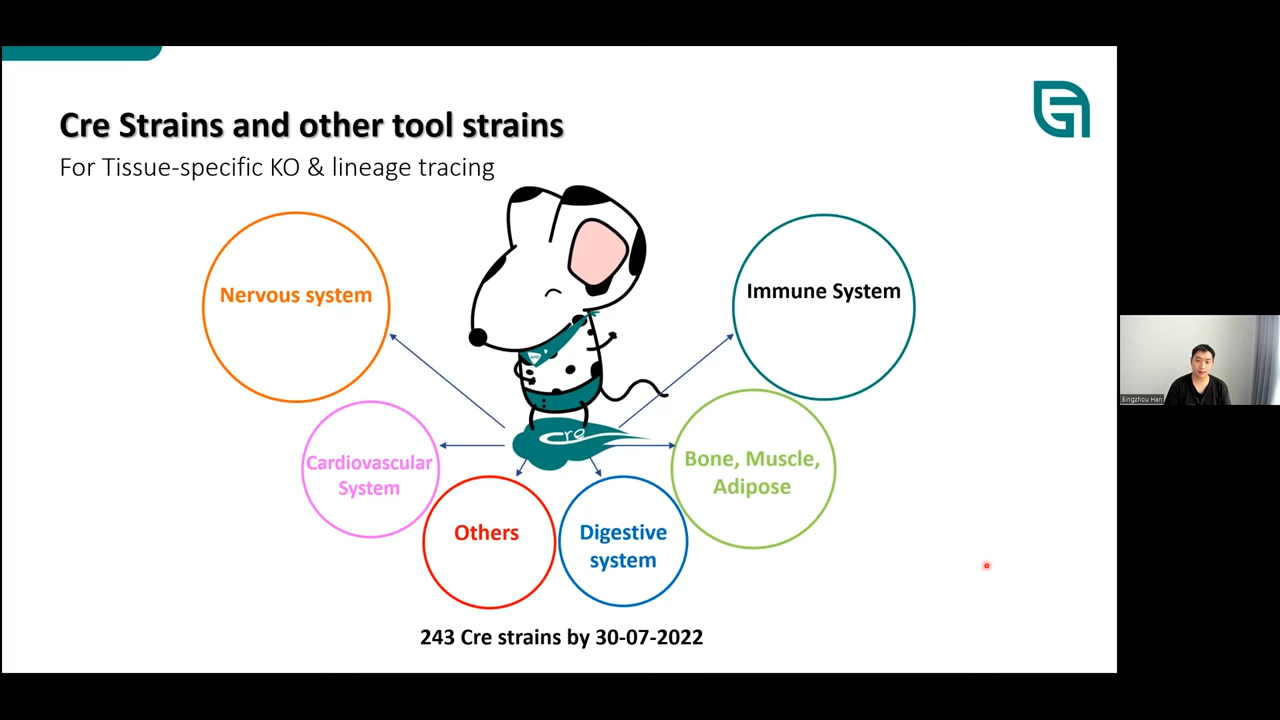 Cre Strains and other tool strains
For Tissue-specific KO & lineage tracing
Nervous system
Immune System
Cre
Cardiovascular
System
Bone, Muscle,
Adipose
Others
Digestive
system
243 Cre strains by 30-07-2022
Bingzhou Han